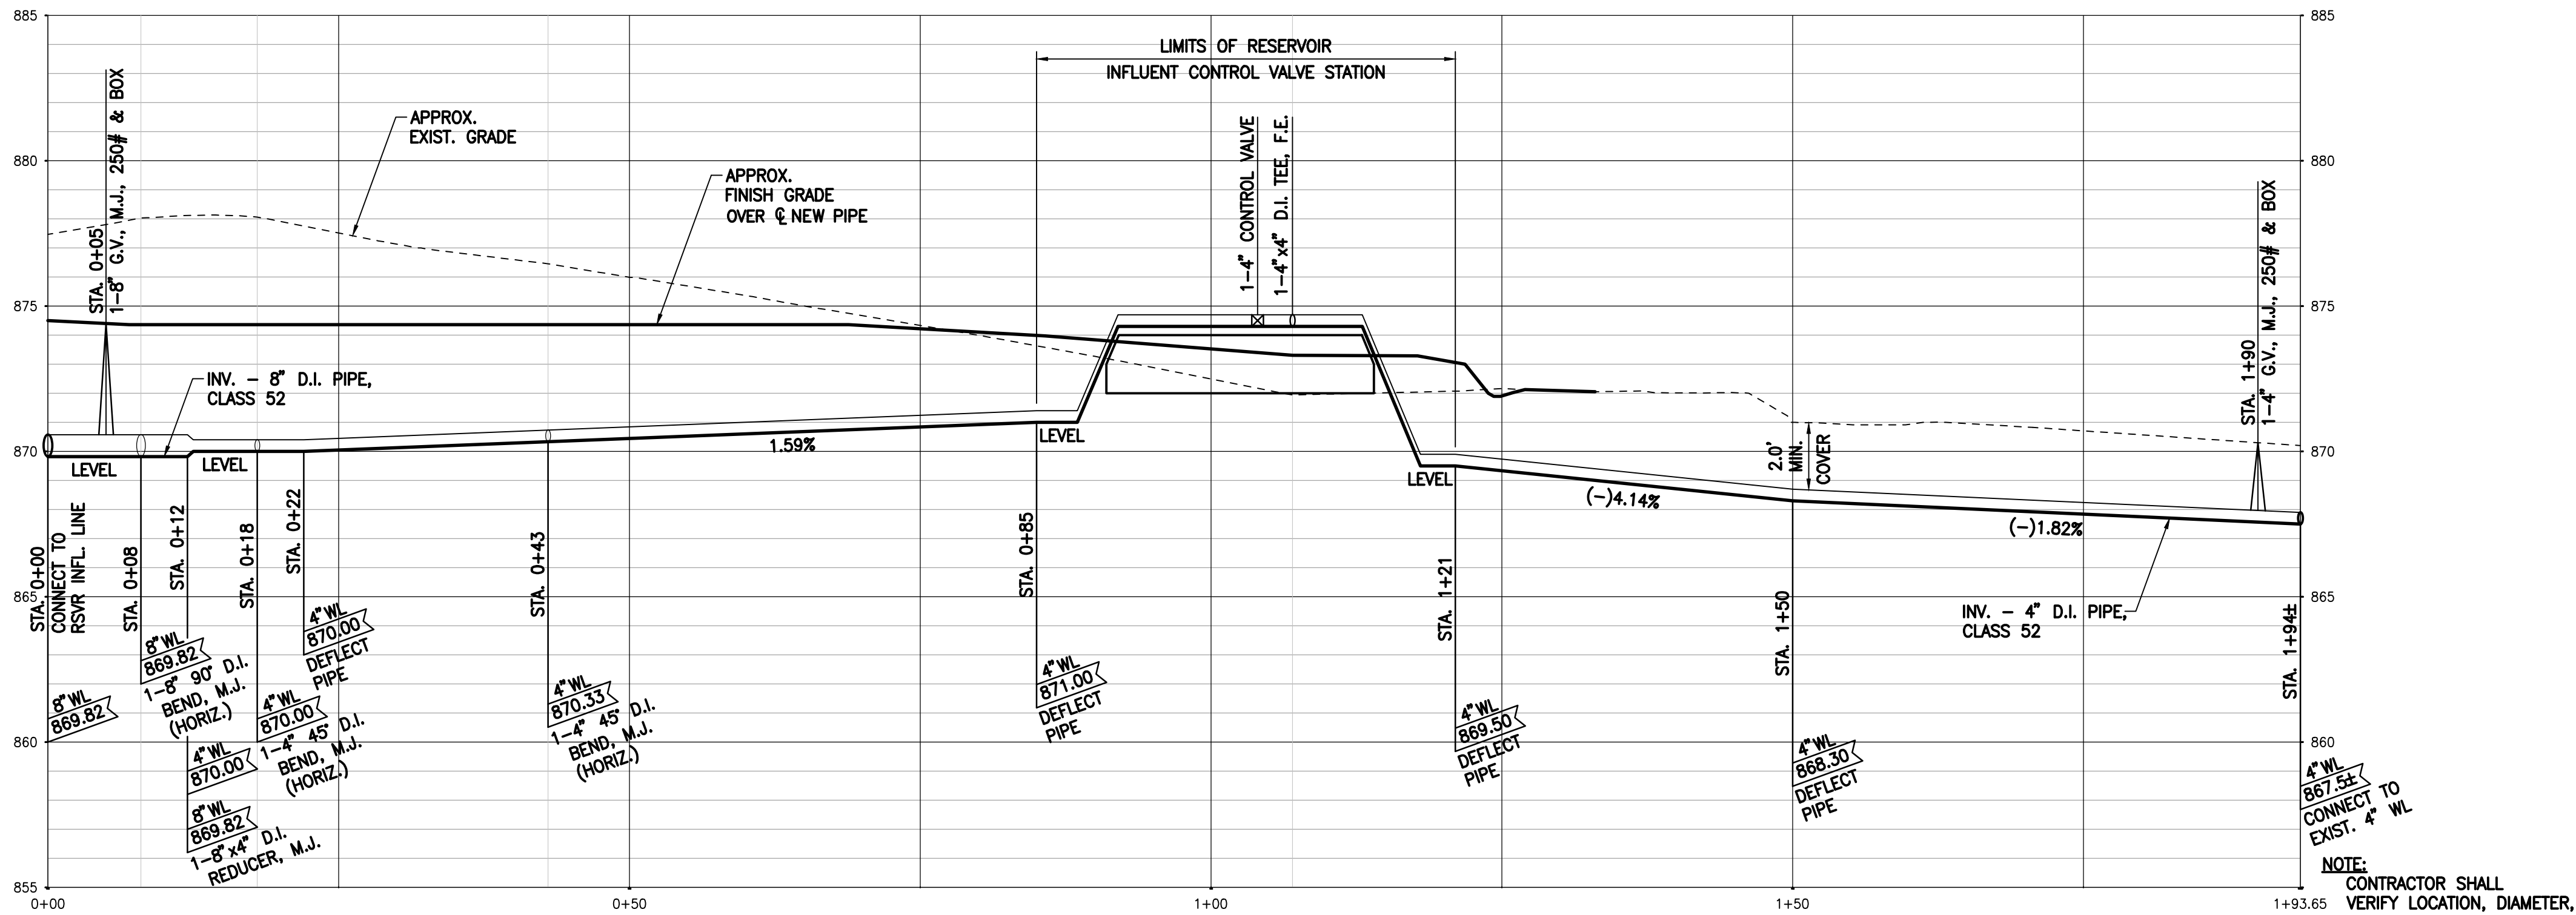 885
885
LIMITS OF RESERVOIR
INFLUENT CONTROL VALVE STATION
STA. 0+05
1-8" G.V., M.J., 250# & BOX
APPROX.
EXIST. GRADE
APPROX.
FINISH GRADE
OVER ℄ NEW PIPE
1-4" CONTROL VALVE
1-4"x4" D.I. TEE, F.E.
STA. 1+90
1-4" G.V., M.J., 250# & BOX
880
880
875
875
INV. - 8" D.I. PIPE,
CLASS 52
870
870
LEVEL
LEVEL
1.59%
LEVEL
LEVEL
(-)4.14%
2.0'
MIN.
COVER
(-)1.82%
INV. - 4" D.I. PIPE,
CLASS 52
865
865
STA. 0+00
CONNECT TO
RSVR INFL. LINE
8"WL
869.82
STA. 0+08
8"WL
869.82
1-8" 90° D.I.
BEND, M.J.
(HORIZ.)
STA. 0+12
4"WL
870.00
8"WL
869.82
1-8"x4" D.I.
REDUCER, M.J.
STA. 0+18
4"WL
870.00
1-4" 45° D.I.
BEND, M.J.
(HORIZ.)
STA. 0+22
4"WL
870.00
DEFLECT
PIPE
STA. 0+43
4"WL
870.33
1-4" 45° D.I.
BEND, M.J.
(HORIZ.)
STA. 0+85
4"WL
871.00
DEFLECT
PIPE
STA. 1+21
4"WL
869.50
DEFLECT
PIPE
STA. 1+50
4"WL
868.30
DEFLECT
PIPE
STA. 1+94±
4"WL
867.5±
CONNECT TO
EXIST. 4" WL
860
860
855
NOTE:
CONTRACTOR SHALL
VERIFY LOCATION, DIAMETER,
0+00
0+50
1+00
1+50
1+93.65